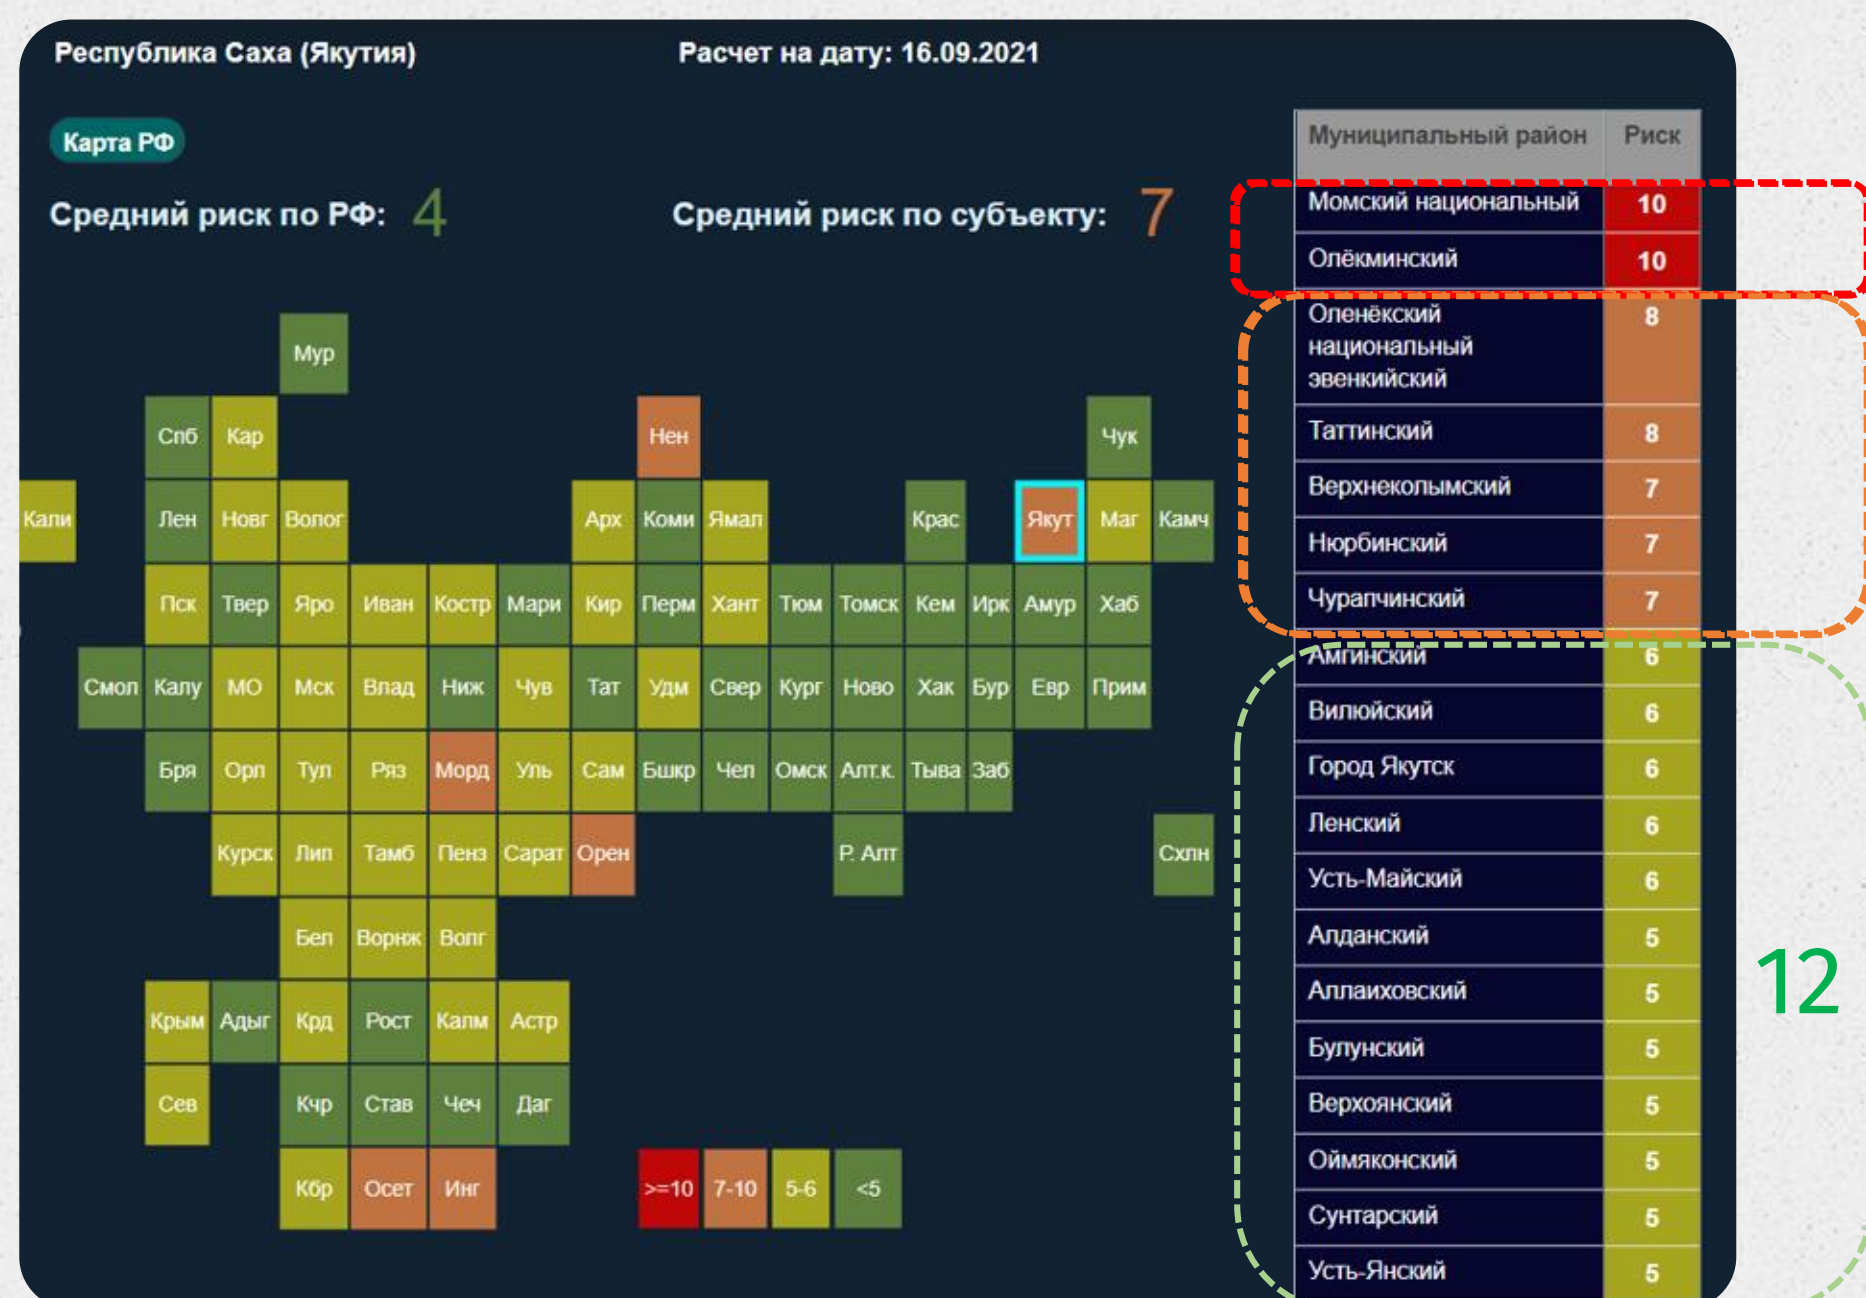 Республика Саха (Якутия)
Расчет на дату: 16.09.2021
Карта РФ
Средний риск по РФ: 4
Средний риск по субъекту: 7
Мур
Спб Кар Нен Чук
Кали Лен Новг Волог Арх Коми Ямал Крас Якут Маг Камч
Пск Твер Яро Иван Костр Мари Кир Перм Хант Тюм Томск Кем Ирк Амур Хаб
Смол Калу МО Мск Влад Ниж Чув Тат Удм Свер Кург Ново Хак Бур Евр Прим
Бря Орл Тул Ряз Морд Уль Сам Бшкр Чел Омск Алт.к. Тыва Заб
Курск Лип Тамб Пенз Сарат Орен Р. Алт Схлн
Бел Ворнж Волг
Крым Адыг Крд Рост Калм Астр
Сев Кчр Став Чеч Даг
Кбр Осет Инг >=10 7-10 5-6 <5
Муниципальный район Риск
Момский национальный 10
Олёкминский 10
Оленёкский 8
национальный
эвенкийский
Таттинский 8
Верхнеколымский 7
Нюрбинский 7
Чурапчинский 7
Амгинский 6
Вилюйский 6
Город Якутск 6
Ленский 6
Усть-Майский 6
Алданский 5
Аллаиховский 5
Булунский 5
Верхоянский 5
Оймяконский 5
Сунтарский 5
Усть-Янский 5
12